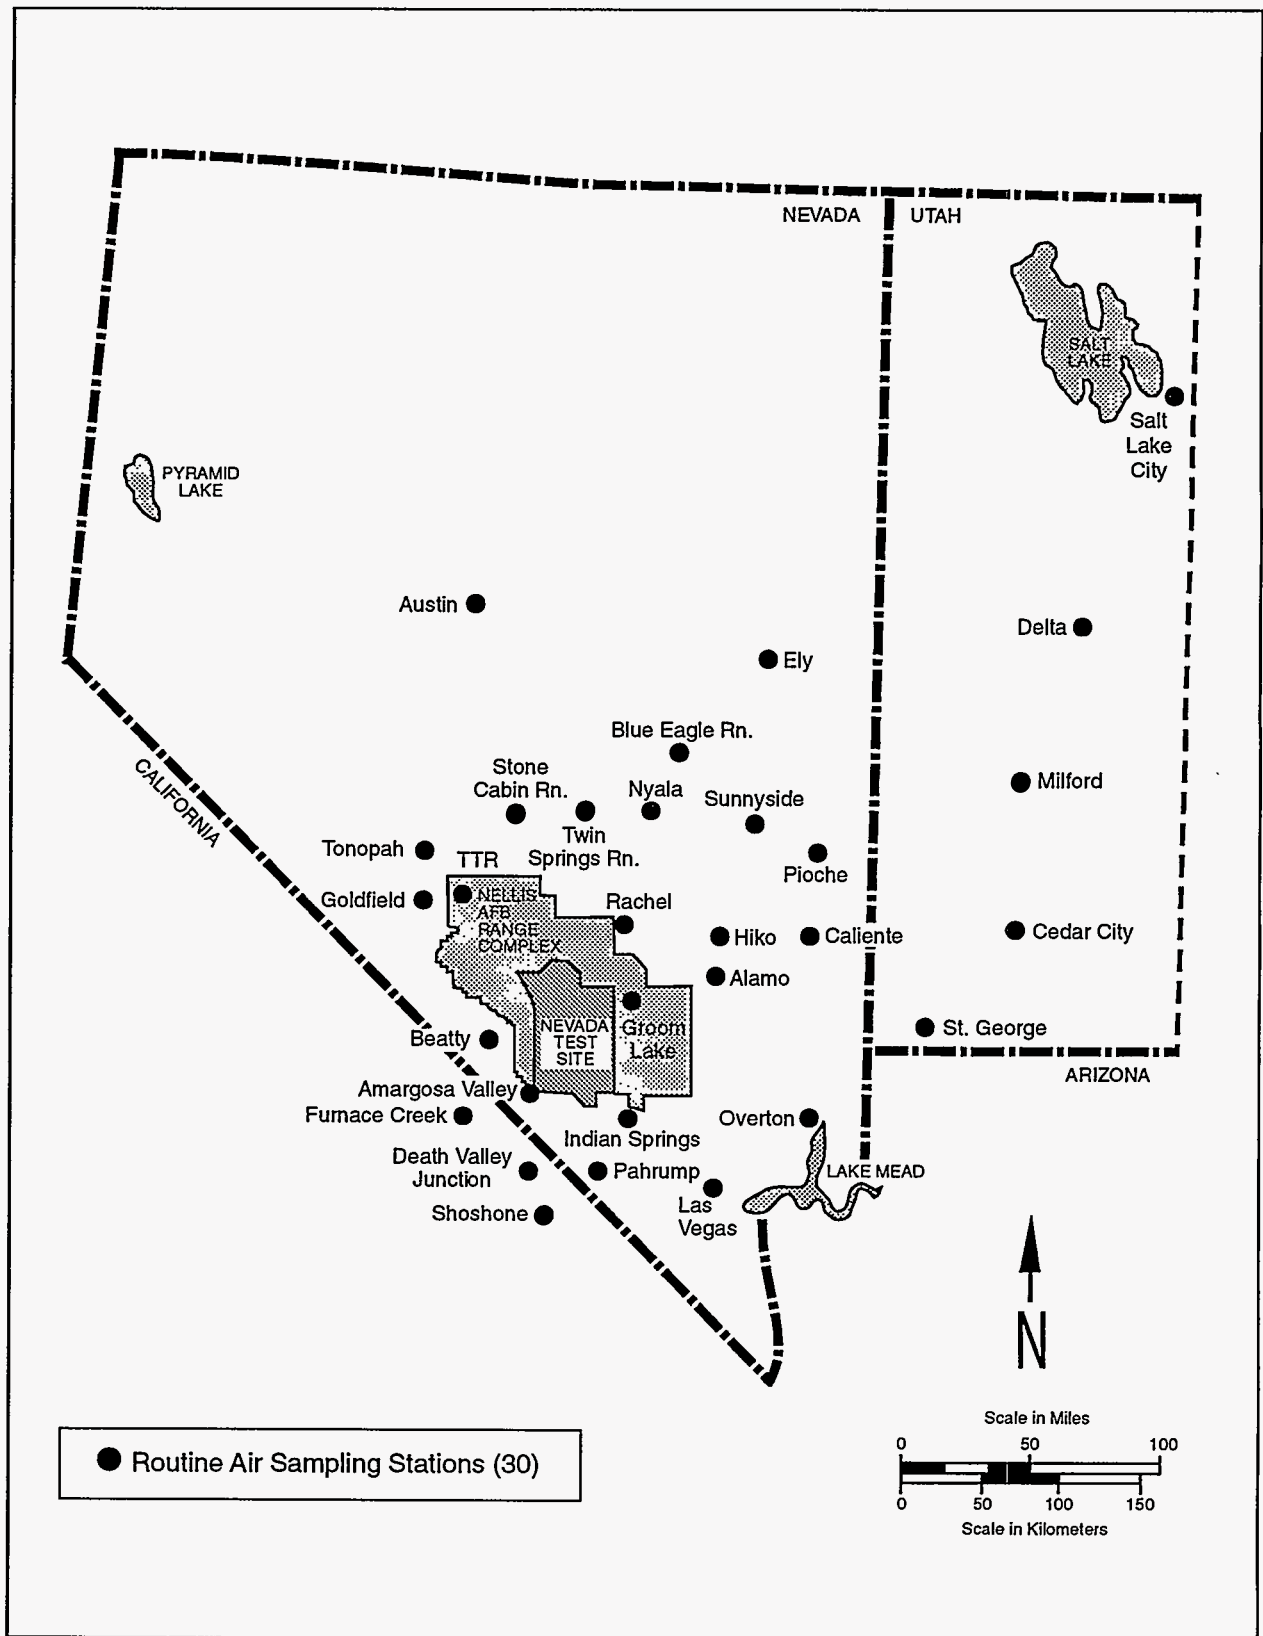 NEVADA
UTAH
SALT
LAKE
Salt
Lake
City
PYRAMID
LAKE
Austin
Delta
Ely
Blue Eagle Rn.
CALIFORNIA
Stone
Cabin Rn.
Nyala
Sunnyside
Milford
Twin
Springs Rn.
Tonopah
TTR
Pioche
Goldfield
NELLIS
AFB
RANGE
COMPLEX
Rachel
Hiko
Caliente
Cedar City
Alamo
NEVADA
TEST
SITE
Groom
Lake
St. George
Beatty
ARIZONA
Amargosa Valley
Furnace Creek
Indian Springs
Overton
Death Valley
Junction
Pahrump
LAKE MEAD
Las
Vegas
Shoshone
N
Scale in Miles
0 50 100
0 50 100 150
Scale in Kilometers
Routine Air Sampling Stations (30)